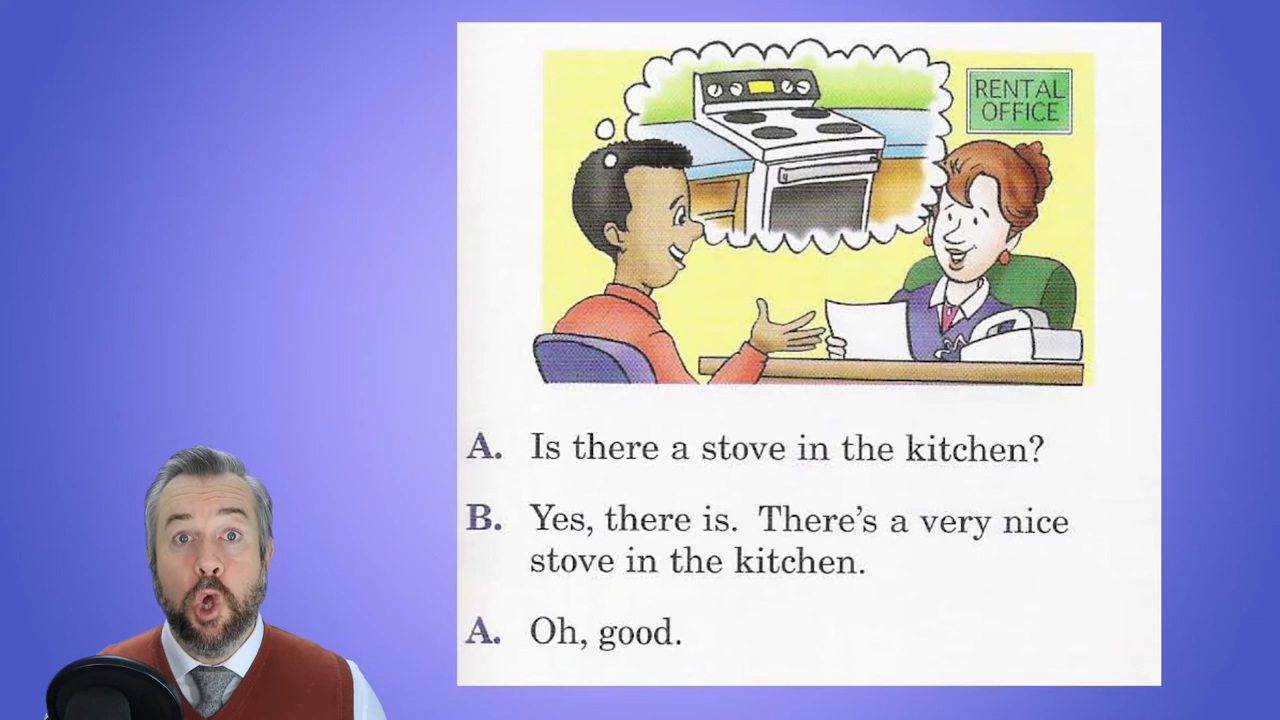 RENTAL
OFFICE
A. Is there a stove in the kitchen?
B. Yes, there is. There's a very nice
stove in the kitchen.
A. Oh, good.